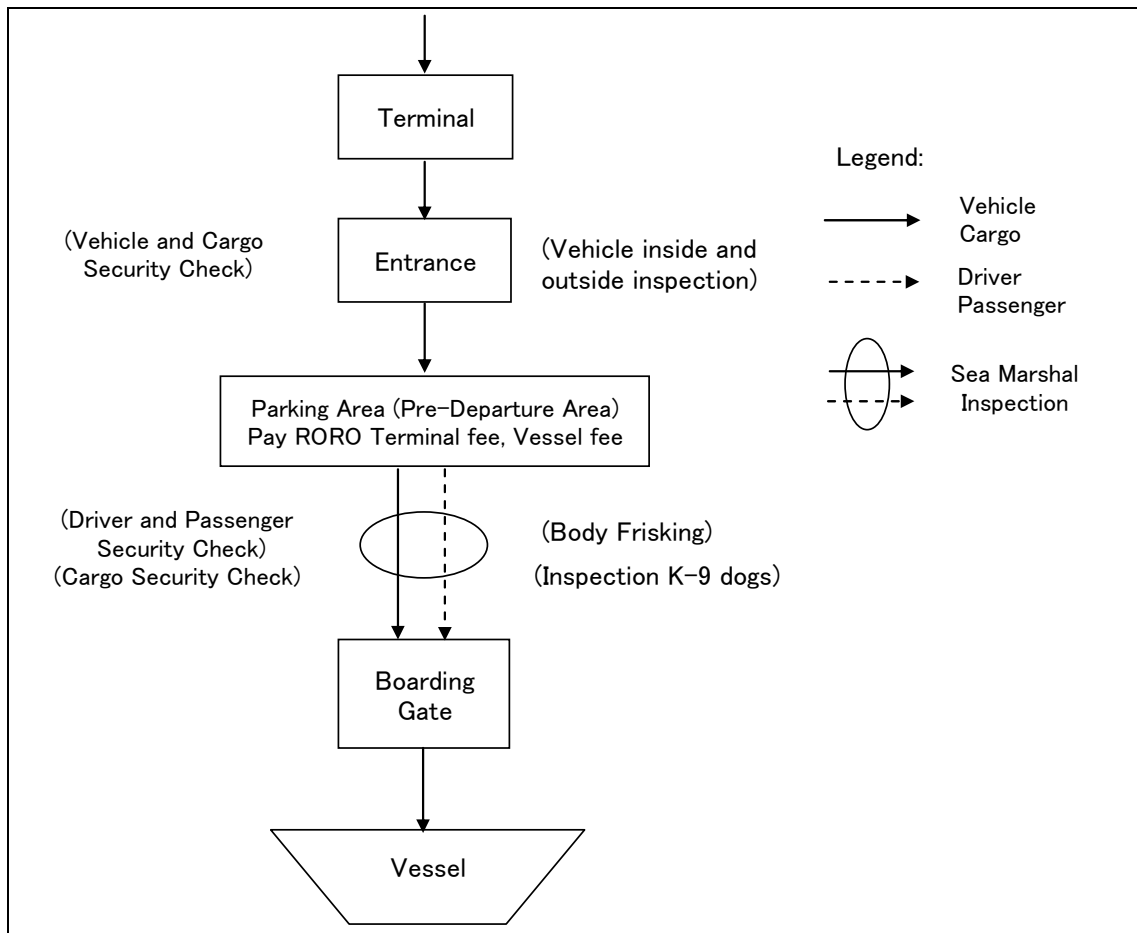 Terminal
Legend:
Vehicle
Cargo
(Vehicle and Cargo
Security Check)
Entrance
(Vehicle inside and
outside inspection)
Driver
Passenger
Sea Marshal
Inspection
Parking Area (Pre-Departure Area)
Pay RORO Terminal fee, Vessel fee
(Driver and Passenger
Security Check)
(Cargo Security Check)
(Body Frisking)
(Inspection K-9 dogs)
Boarding
Gate
Vessel